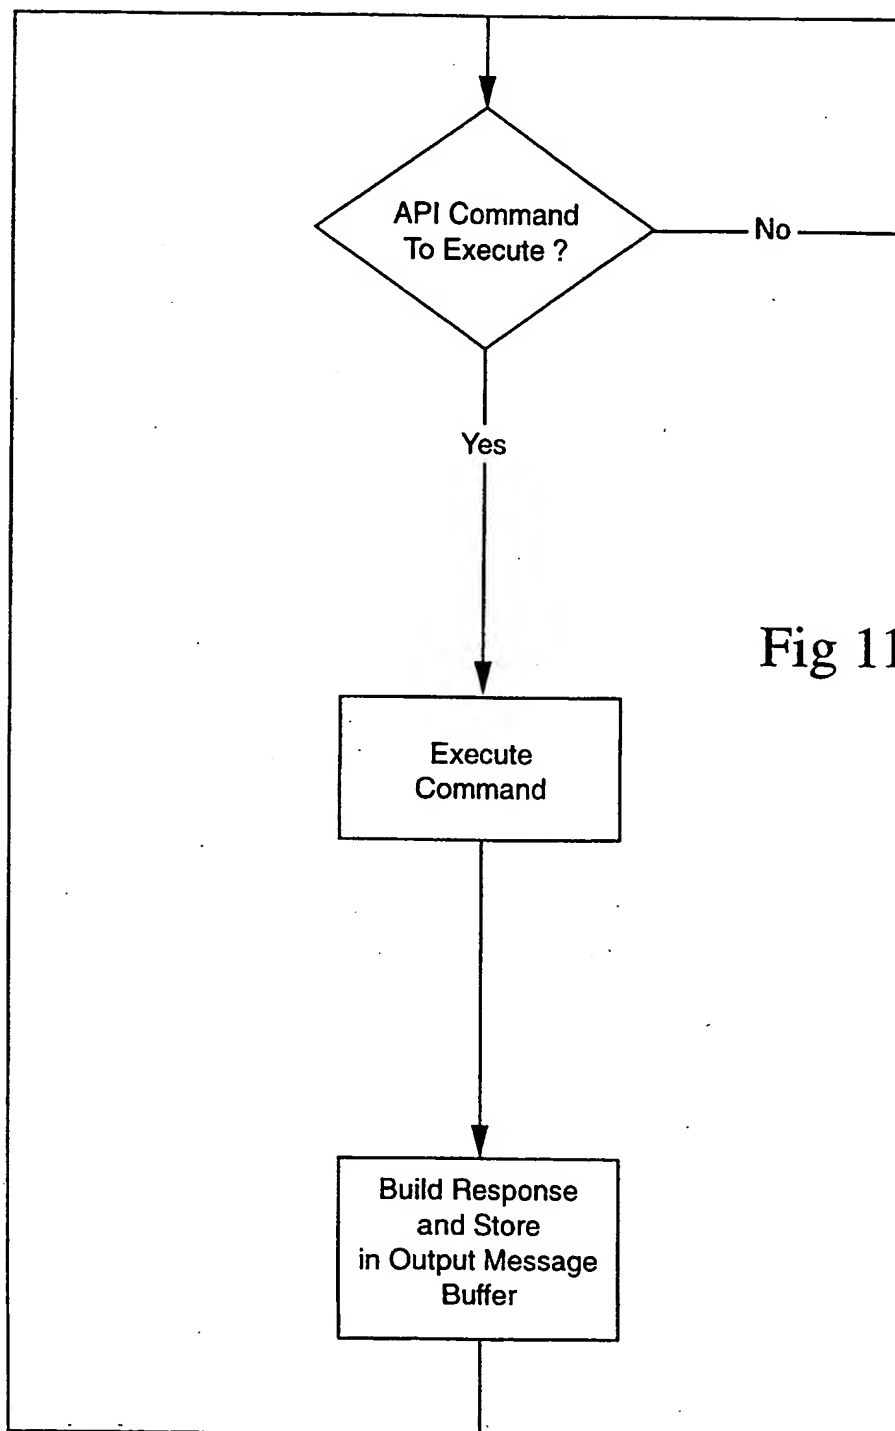 API Command
To Execute ?
No
Yes
Fig 11
Execute
Command
Build Response
and Store
in Output Message
Buffer